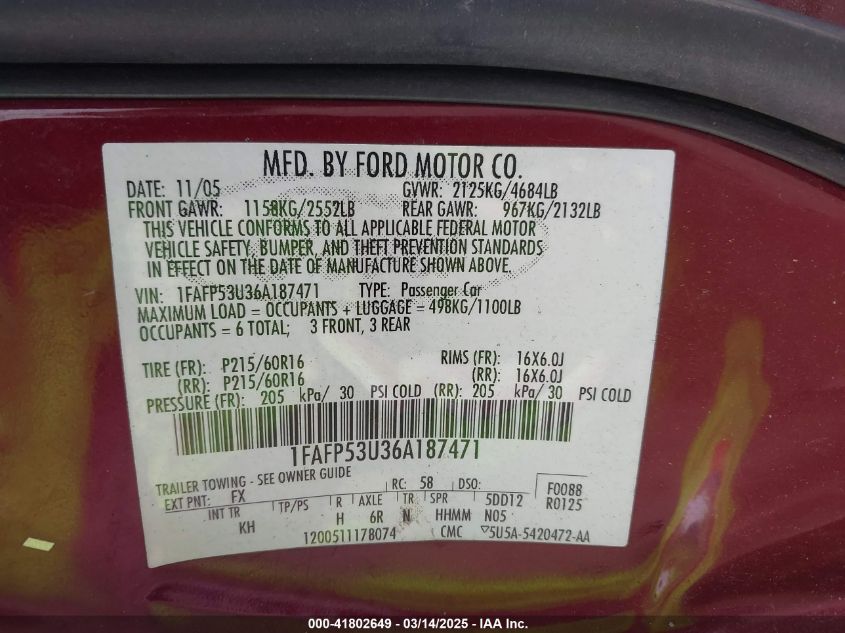 MFD. BY FORD MOTOR CO.
DATE: 11/05 GVWR: 2125KG/4684LB
FRONT GAWR: 1158KG/2552LB REAR GAWR: 967KG/2132LB
THIS VEHICLE CONFORMS TO ALL APPLICABLE FEDERAL MOTOR
VEHICLE SAFETY, BUMPER, AND THEFT PREVENTION STANDARDS
IN EFFECT ON THE DATE OF MANUFACTURE SHOWN ABOVE.
VIN: 1FAFP53U36A187471 TYPE: Passenger Car
MAXIMUM LOAD = OCCUPANTS + LUGGAGE = 498KG/1100LB
OCCUPANTS = 6 TOTAL; 3 FRONT, 3 REAR
TIRE (FR): P215/60R16 RIMS (FR): 16X6.0J
(RR): P215/60R16 (RR): 16X6.0J
PRESSURE (FR): 205 kPa/ 30 PSI COLD (RR): 205 kPa/ 30 PSI COLD
1FAFP53U36A187471
TRAILER TOWING - SEE OWNER GUIDE RC: 58 DSO: F0088
EXT PNT: FX TP/PS R AXLE TR SPR 5DD12 R0125
INT TR H 6R N HHMM N05
KH 1200511178074 CMC ▽5U5A-5420472-AA
000-41802649 - 03/14/2025 - IAA Inc.